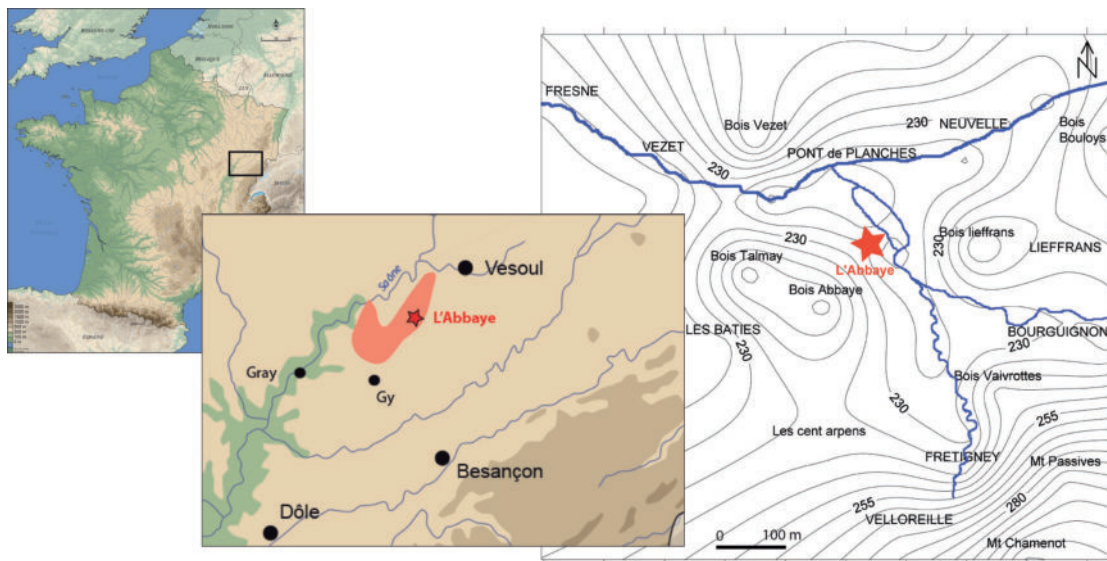 Saône
Vesoul
L'Abbaye
Gray
Gy
Besançon
Dôle
N
FRESNE
230
NEUVELLE
Bois Vezet
Bois
Bouloys
VEZET
PONT de PLANCHES
230
230
230
Bois lieffrans
LIEFFRANS
Bois Talmay
L'Abbaye
Bois Abbaye
LES BATIES
BOURGUIGNON
230
230
Bois Vaivrottes
230
255
Les cent arpens
FRETIGNEY
Mt Passives
255
280
VELLOREILLE
0 100 m
Mt Chamenot